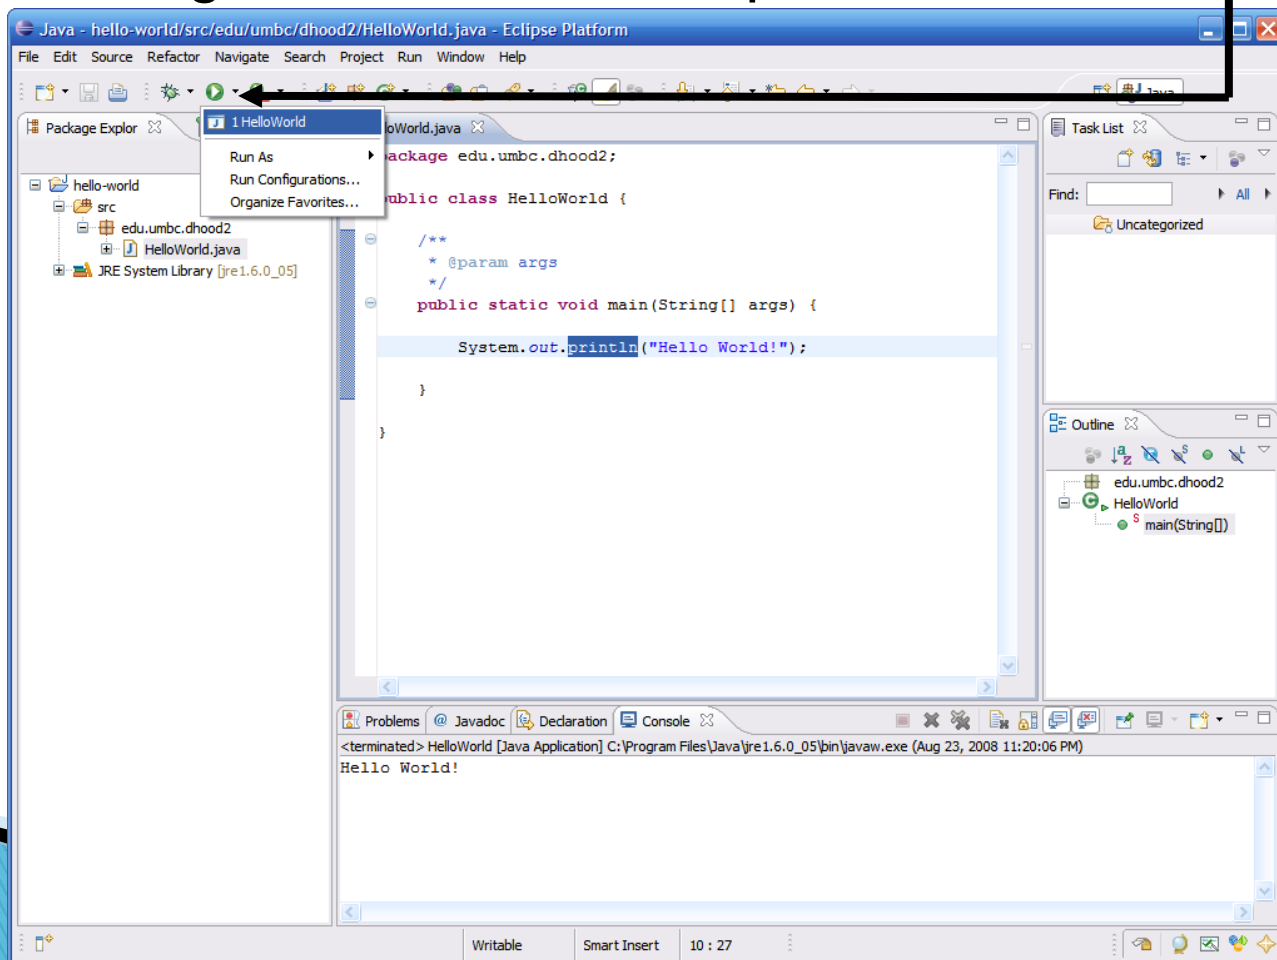 Java - hello-world/src/edu/umbc/dhood2/HelloWorld.java - Eclipse Platform
File Edit Source Refactor Navigate Search Project Run Window Help
Java
Package Explor
1 HelloWorld
Run As
Run Configurations...
Organize Favorites...
hello-world
src
edu.umbc.dhood2
HelloWorld.java
JRE System Library [jre1.6.0_05]
loWorld.java
package edu.umbc.dhood2;
public class HelloWorld {
/**
* @param args
*/
public static void main(String[] args) {
System.out.println("Hello World!");
}
}
Task List
Find:
All
Uncategorized
Outline
edu.umbc.dhood2
HelloWorld
main(String[])
Problems @ Javadoc Declaration Console
<terminated> HelloWorld [Java Application] C:\Program Files\Java\jre1.6.0_05\bin\javaw.exe (Aug 23, 2008 11:20:06 PM)
Hello World!
Writable Smart Insert 10 : 27